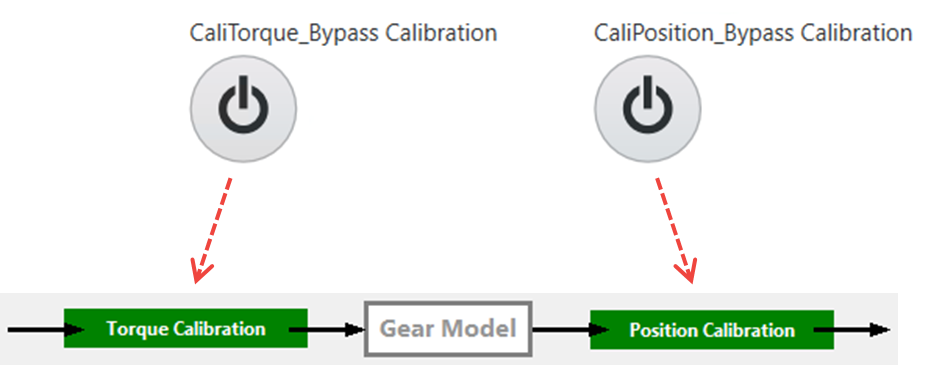 CaliTorque_Bypass Calibration
CaliPosition_Bypass Calibration
Torque Calibration
Gear Model
Position Calibration